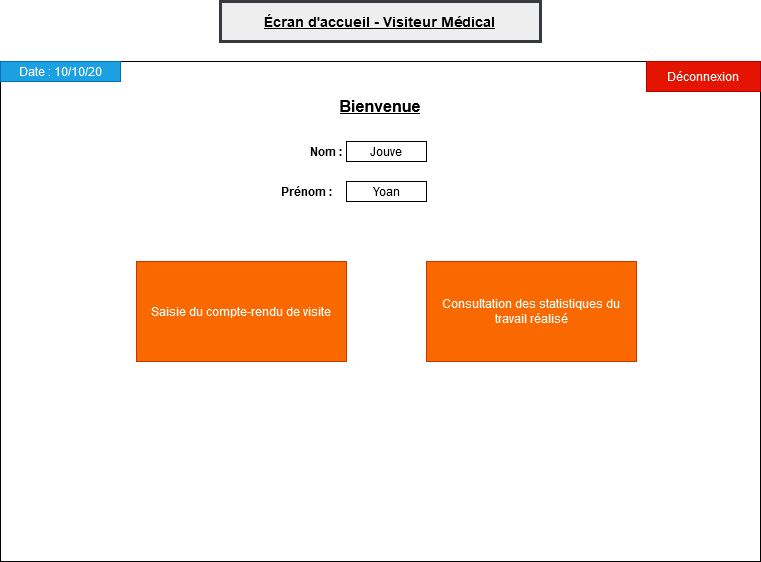 Écran d'accueil - Visiteur Médical
Date : 10/10/20
Déconnexion
Bienvenue
Nom : Jouve
Prénom : Yoan
Saisie du compte-rendu de visite
Consultation des statistiques du
travail réalisé